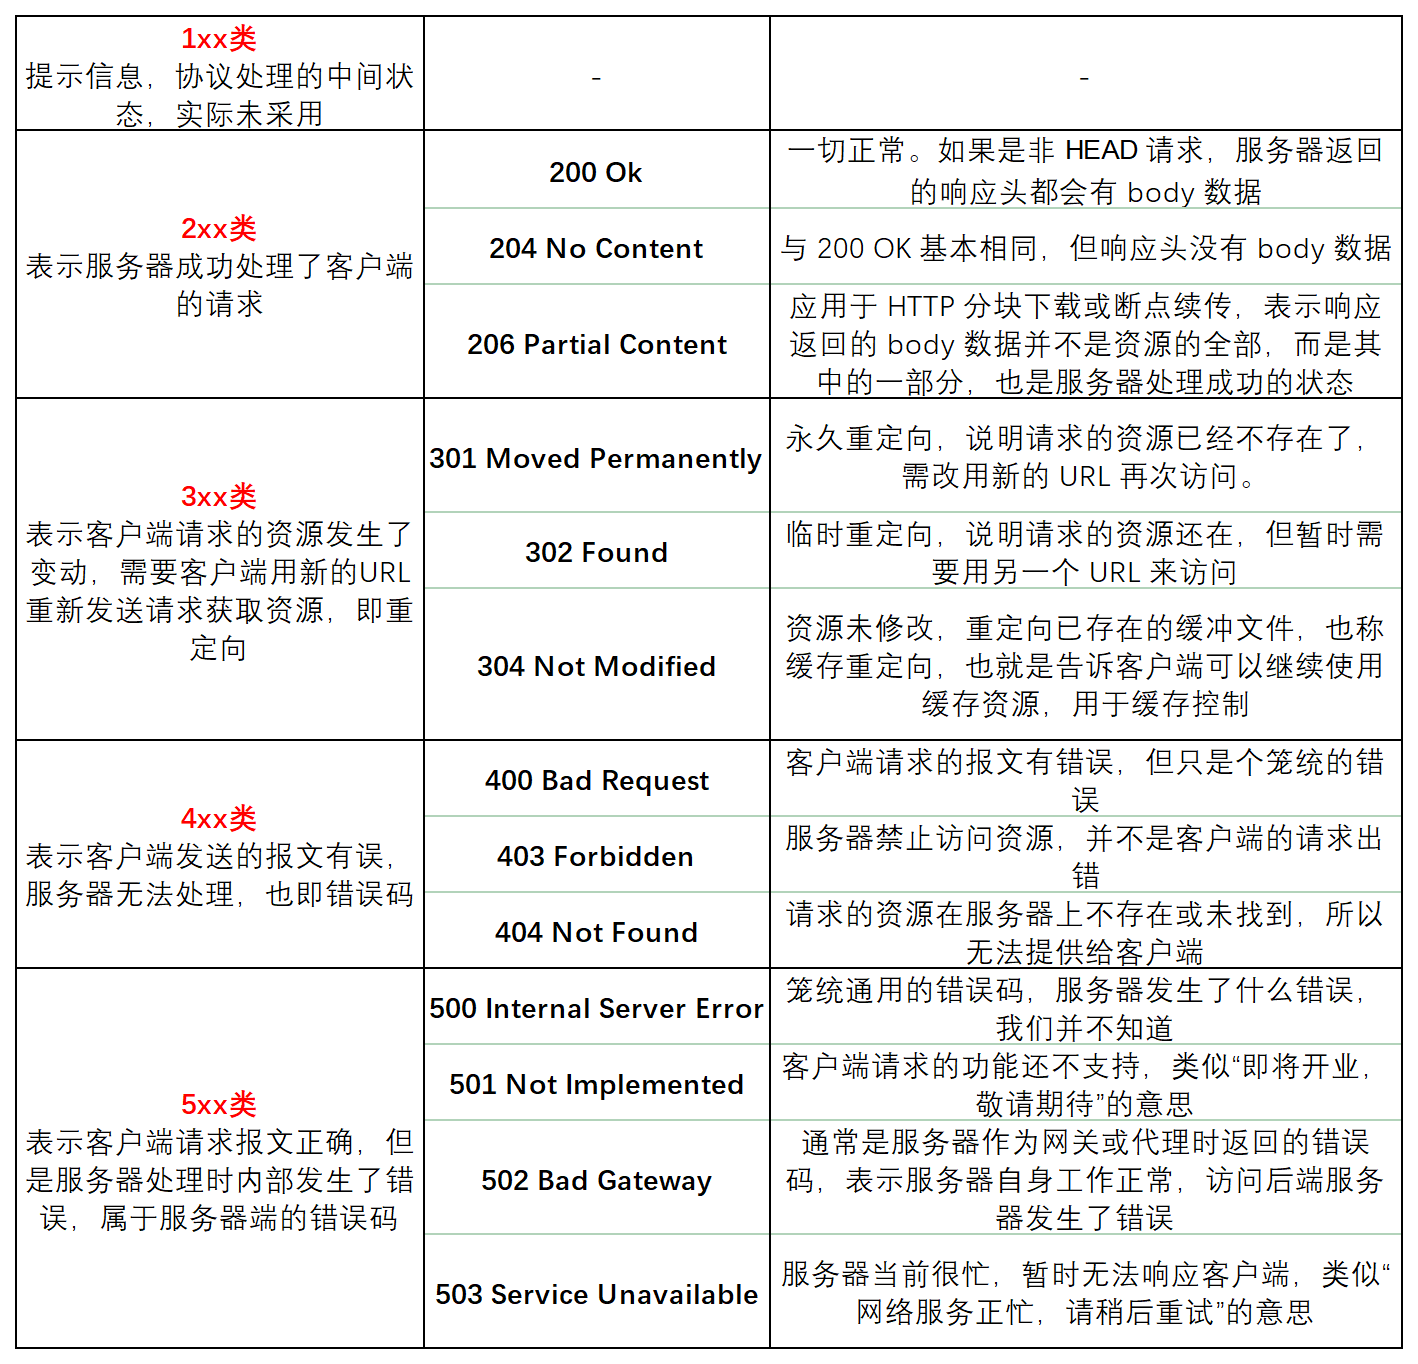 1xx类
提示信息，协议处理的中间状
态，实际未采用
-
-
2xx类
表示服务器成功处理了客户端
的请求
200 Ok
一切正常。如果是非 HEAD 请求，服务器返回
的响应头都会有 body 数据
204 No Content
与 200 OK 基本相同，但响应头没有 body 数据
206 Partial Content
应用于 HTTP 分块下载或断点续传，表示响应
返回的 body 数据并不是资源的全部，而是其
中的一部分，也是服务器处理成功的状态
3xx类
表示客户端请求的资源发生了
变动，需要客户端用新的URL
重新发送请求获取资源，即重
定向
301 Moved Permanently
永久重定向，说明请求的资源已经不存在了，
需改用新的 URL 再次访问。
302 Found
临时重定向，说明请求的资源还在，但暂时需
要用另一个 URL 来访问
304 Not Modified
资源未修改，重定向已存在的缓冲文件，也称
缓存重定向，也就是告诉客户端可以继续使用
缓存资源，用于缓存控制
4xx类
表示客户端发送的报文有误，
服务器无法处理，也即错误码
400 Bad Request
客户端请求的报文有错误，但只是个笼统的错
误
403 Forbidden
服务器禁止访问资源，并不是客户端的请求出
错
404 Not Found
请求的资源在服务器上不存在或未找到，所以
无法提供给客户端
5xx类
表示客户端请求报文正确，但
是服务器处理时内部发生了错
误，属于服务器端的错误码
500 Internal Server Error
笼统通用的错误码，服务器发生了什么错误，
我们并不知道
501 Not Implemented
客户端请求的功能还不支持，类似“即将开业，
敬请期待”的意思
502 Bad Gateway
通常是服务器作为网关或代理时返回的错误
码，表示服务器自身工作正常，访问后端服务
器发生了错误
503 Service Unavailable
服务器当前很忙，暂时无法响应客户端，类似“
网络服务正忙，请稍后重试”的意思